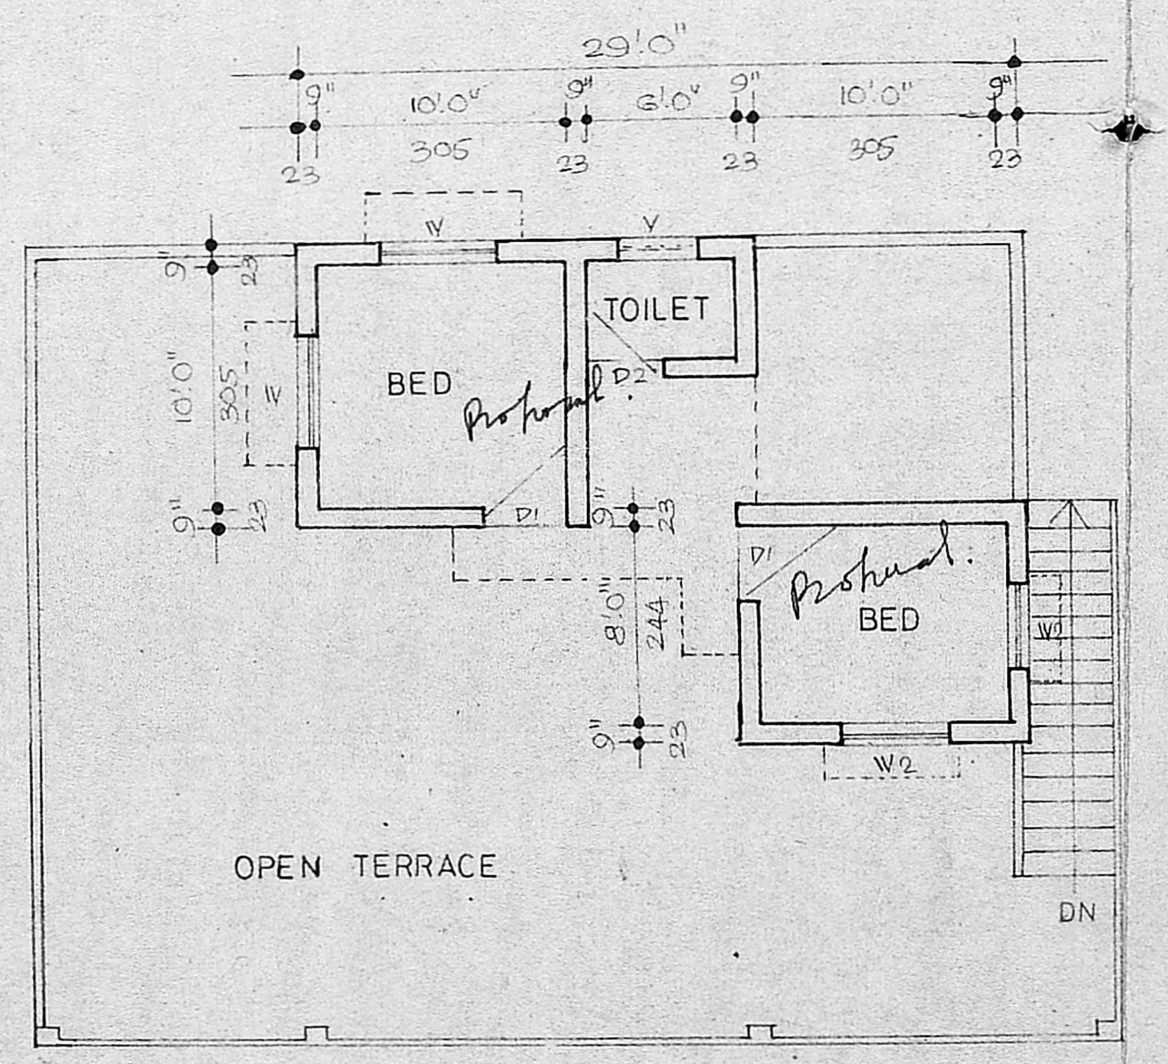 29'.0"
9" 10'.0" 9" 6'.0" 9" 10'.0" 9"
23 305 23 23 305 23
W V
9" 23
TOILET
10'.0" 305 W BED D2
Proposal.
9" 23 D1 9" 23
D1 Proposal.
8'.0" 244 BED W2
9" 23 W2
OPEN TERRACE
DN